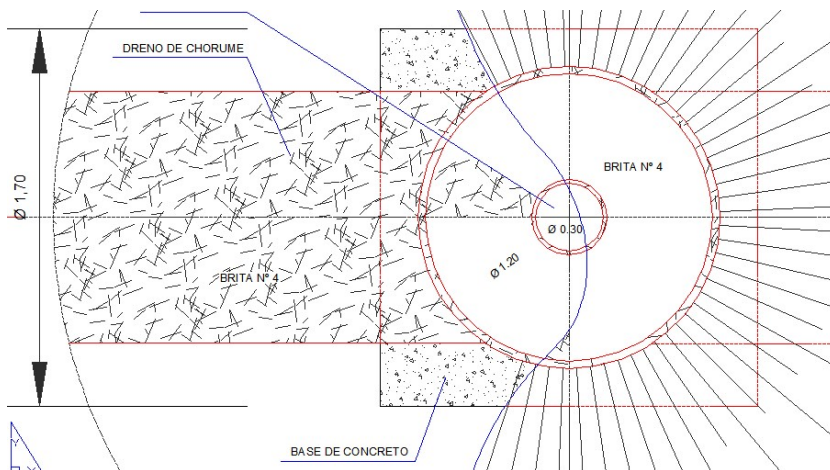 DRENO DE CHORUME
BRITA Nº 4
Ø 1,70
Ø 0.30
Ø 1.20
BRITA Nº 4
BASE DE CONCRETO
Y
X